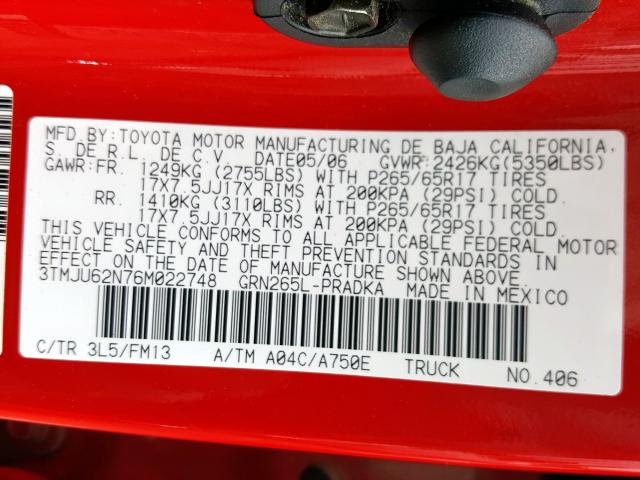 MFD.BY:TOYOTA MOTOR MANUFACTURING DE BAJA CALIFORNIA,
S. DE R.L. DE C.V. DATE05/06 GVWR:2426KG(5350LBS)
GAWR:FR. 1249KG (2755LBS) WITH P265/65R17 TIRES
17X7.5JJ17X RIMS AT 200KPA (29PSI) COLD.
RR. 1410KG (3110LBS) WITH P265/65R17 TIRES
17X7.5JJ17X RIMS AT 200KPA (29PSI) COLD.
THIS VEHICLE CONFORMS TO ALL APPLICABLE FEDERAL MOTOR
VEHICLE SAFETY AND THEFT PREVENTION STANDARDS IN
EFFECT ON THE DATE OF MANUFACTURE SHOWN ABOVE.
3TMJU62N76M022748 GRN265L-PRADKA MADE IN MEXICO
C/TR 3L5/FM13 A/TM A04C/A750E TRUCK NO.406